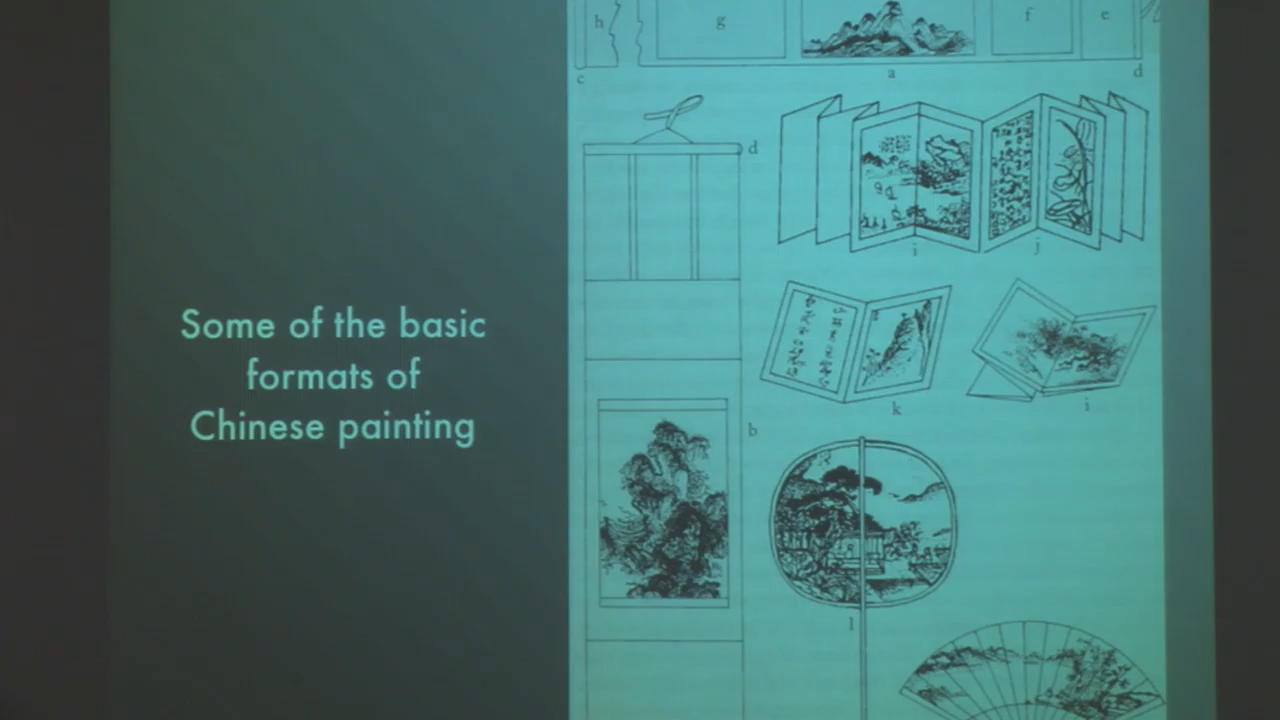 Some of the basic
formats of
Chinese painting
h
g
f
e
c
a
d
d
i
j
k
i
b
l